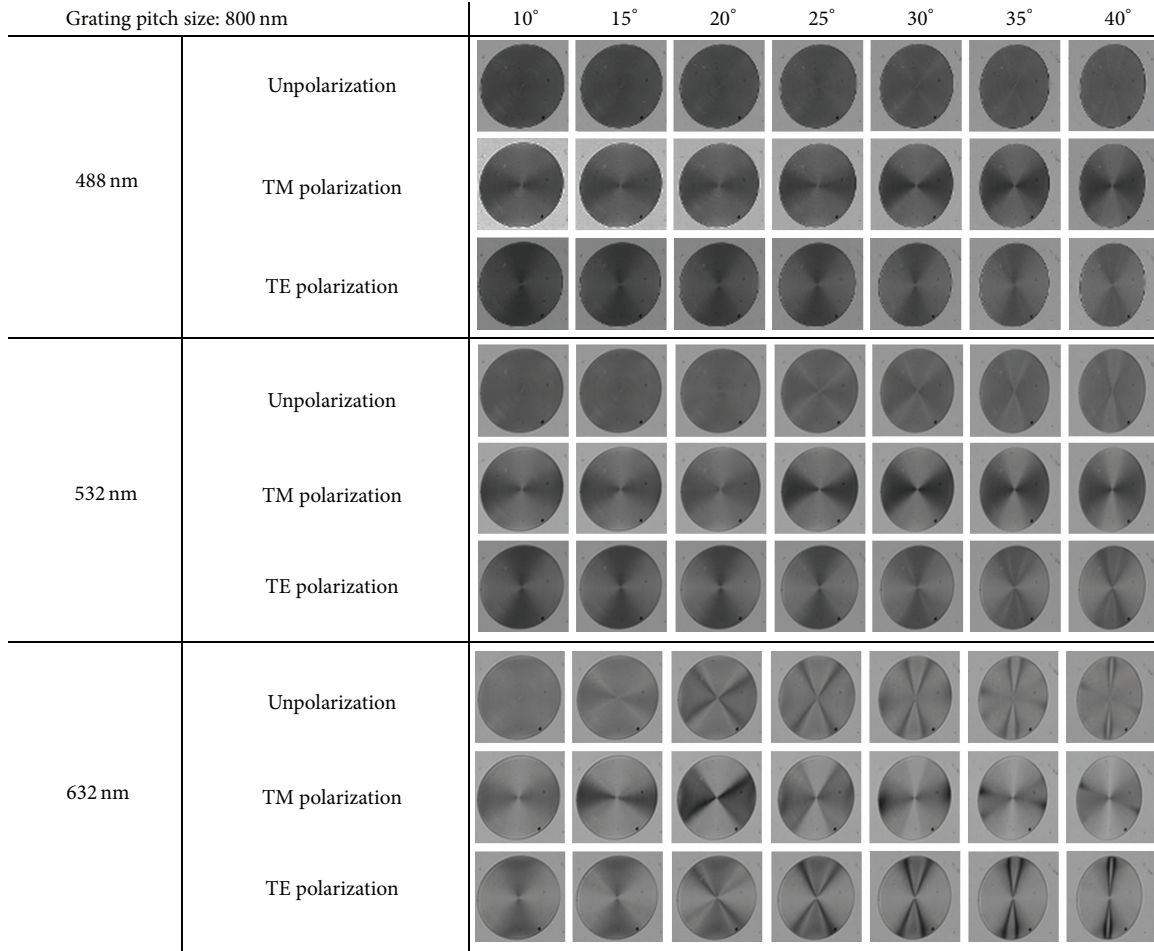 Grating pitch size: 800 nm 10° 15° 20° 25° 30° 35° 40°
Unpolarization
488 nm TM polarization
TE polarization
Unpolarization
532 nm TM polarization
TE polarization
Unpolarization
632 nm TM polarization
TE polarization